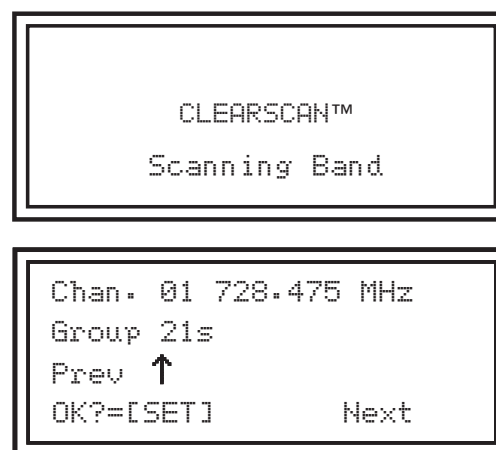 CLEARSCAN™
Scanning Band
Chan. 01 728.475 MHz
Group 21s
Prev ↑
OK?=[SET] Next